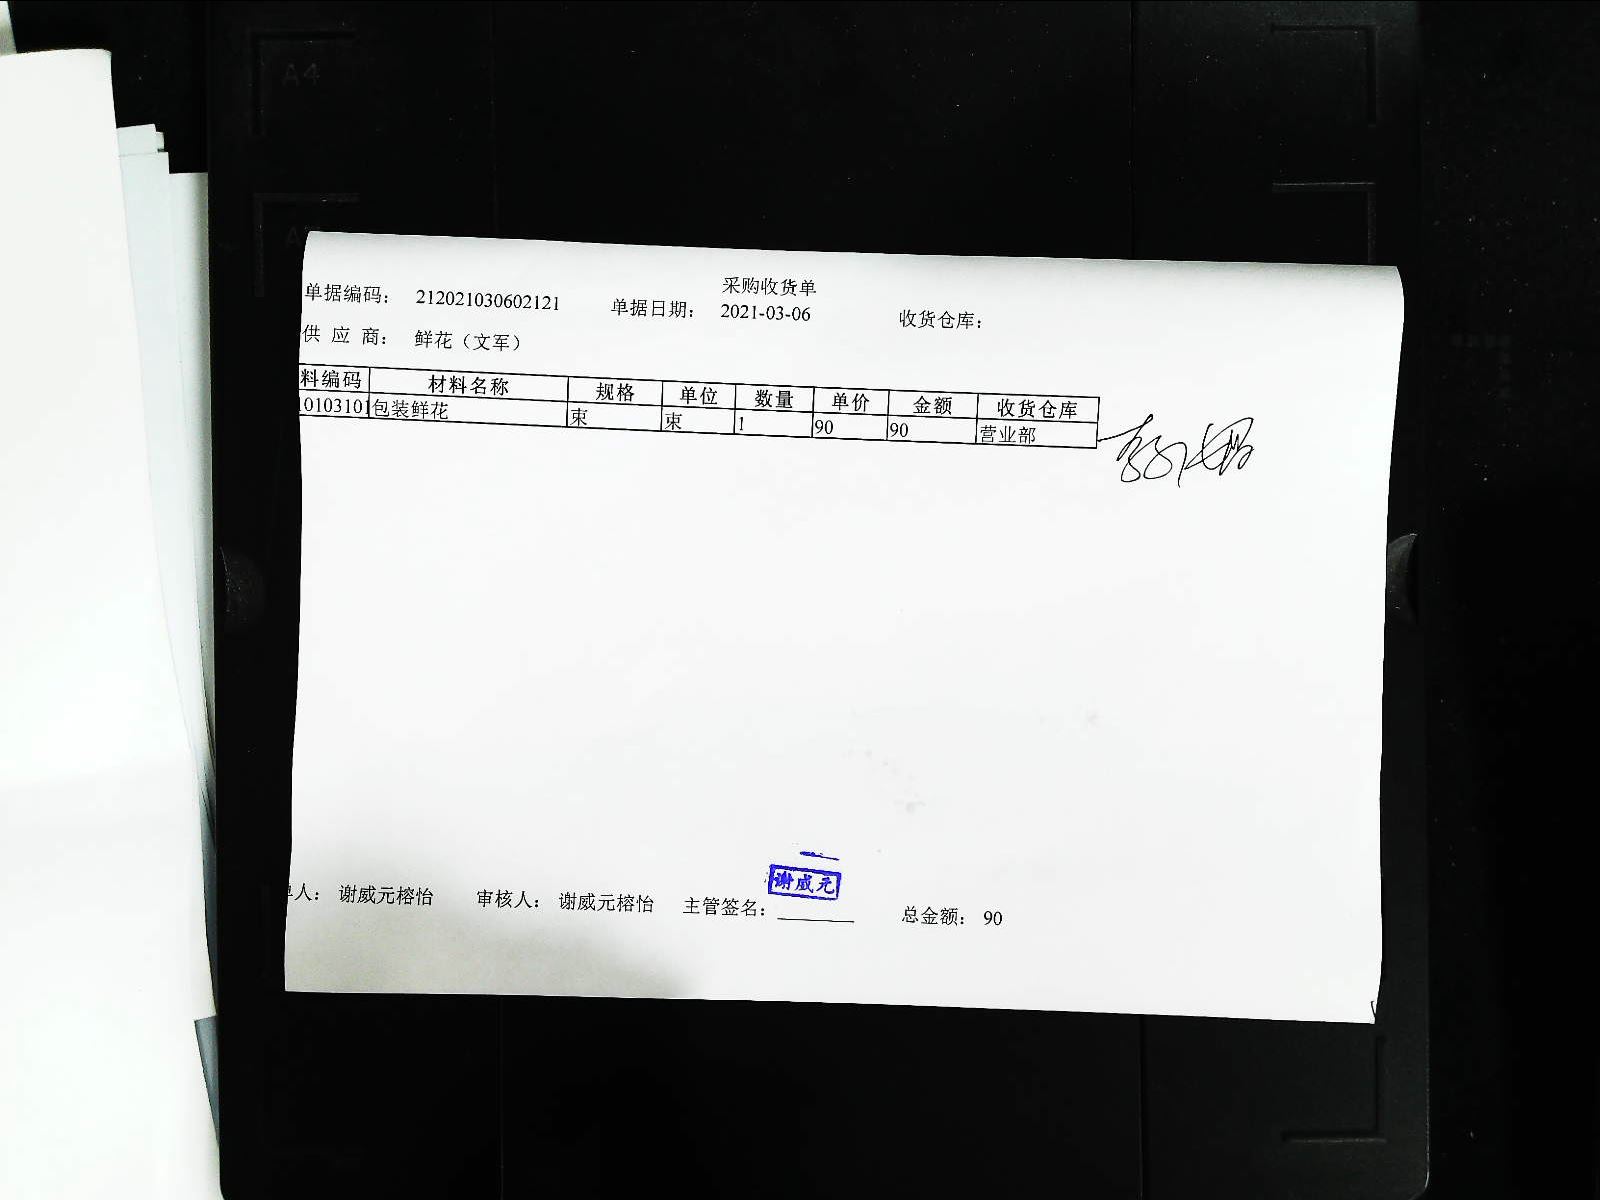 采购收货单
单据编码： 212021030602121 单据日期： 2021-03-06 收货仓库：
供 应 商： 鲜花（文军）
料编码 材料名称 规格 单位 数量 单价 金额 收货仓库
0103101 包装鲜花 束 束 1 90 90 营业部
谢威元
单人： 谢威元榕怡 审核人： 谢威元榕怡 主管签名： 总金额： 90